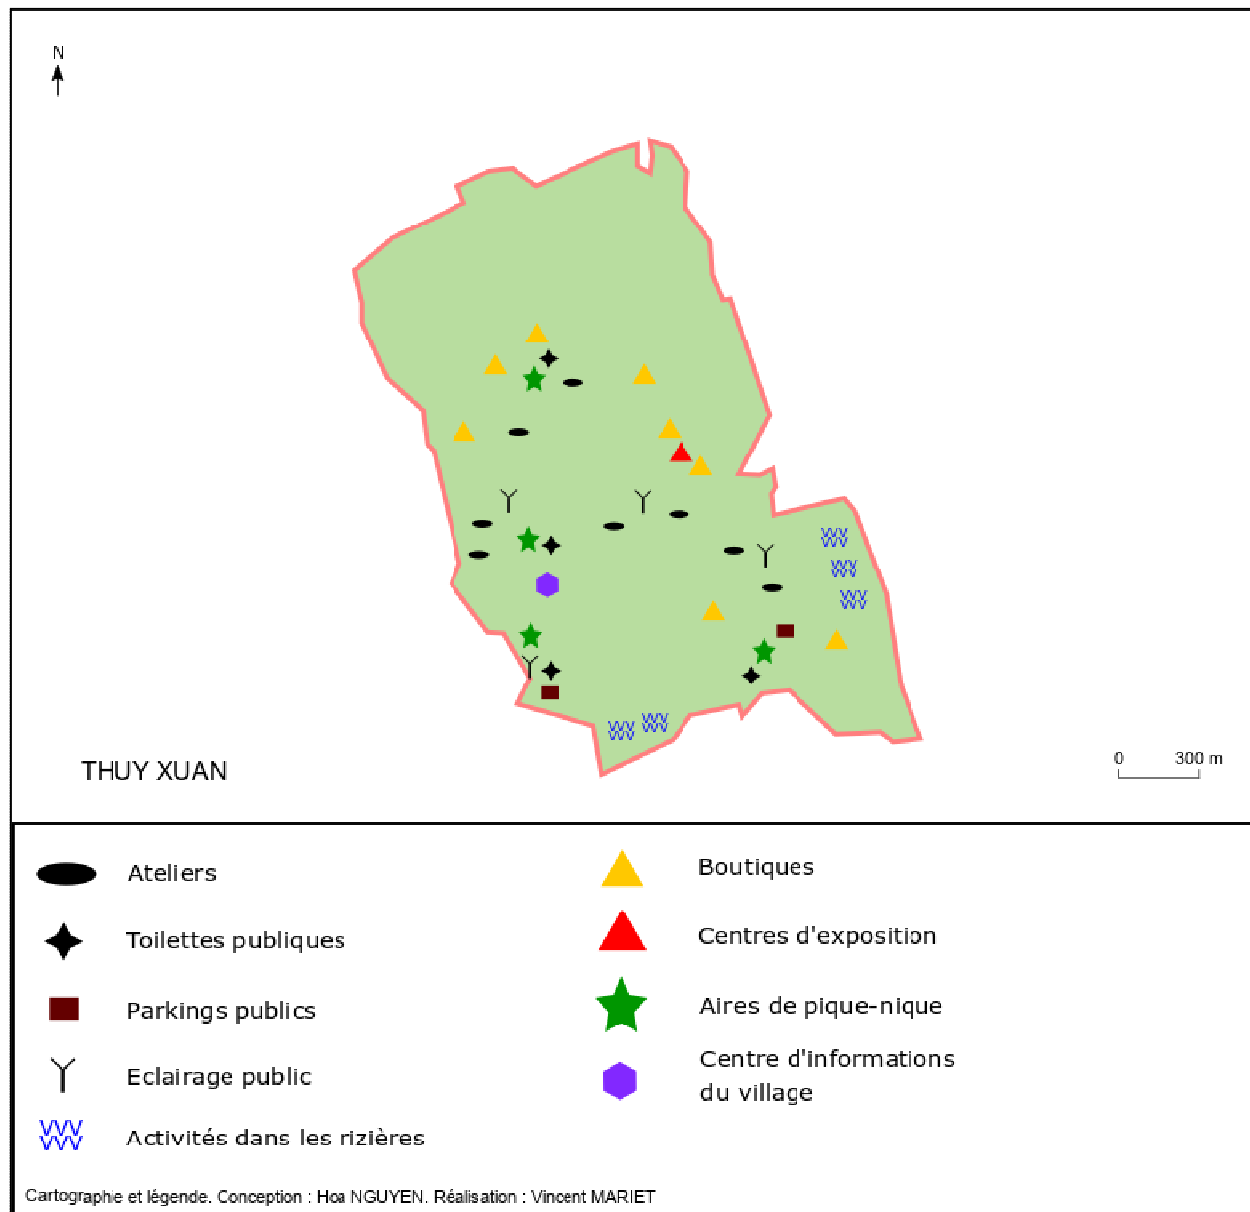 N
THUY XUAN
0 300 m
Ateliers
Boutiques
Toilettes publiques
Centres d'exposition
Parkings publics
Aires de pique-nique
Eclairage public
Centre d'informations
du village
Activités dans les rizières
Cartographie et légende. Conception : Hoa NGUYEN. Réalisation : Vincent MARIET